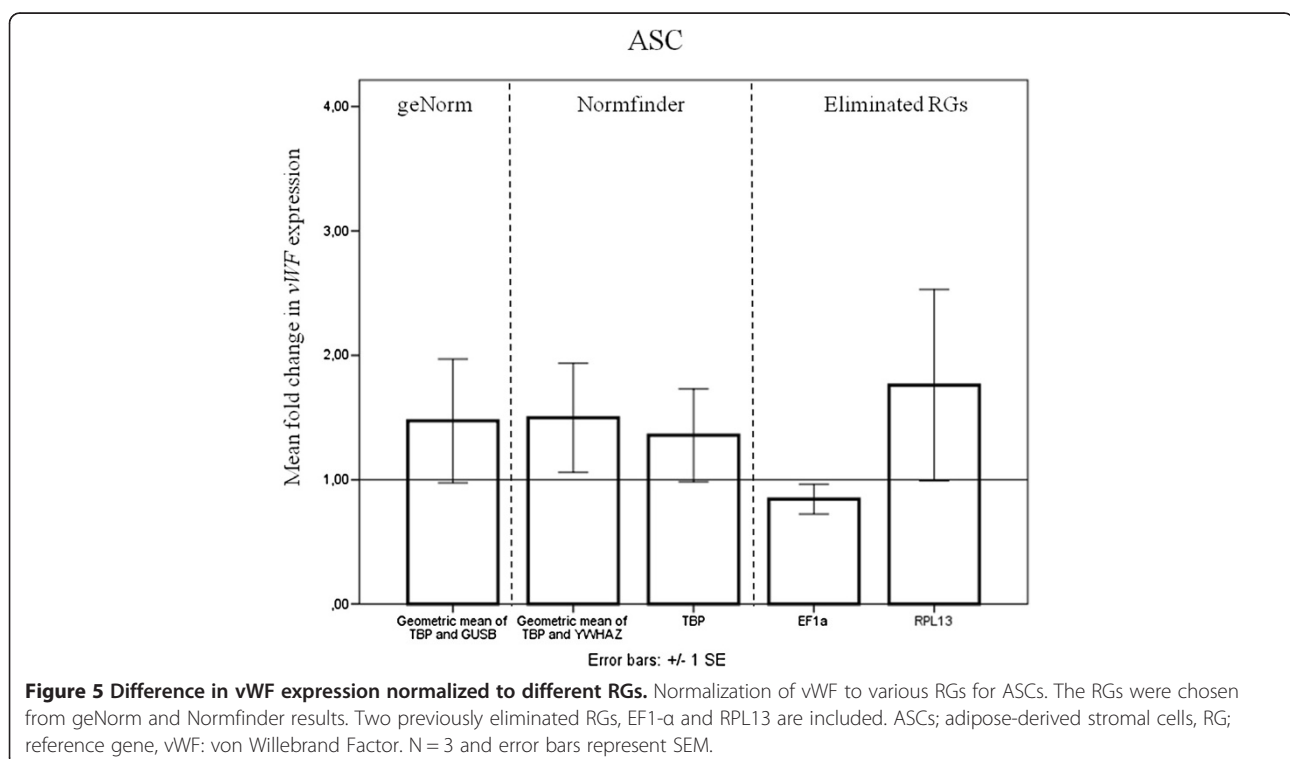 ASC
geNorm
Normfinder
Eliminated RGs
Mean fold change in vWF expression
4,00
3,00
2,00
1,00
,00
Geometric mean of TBP and GUSB
Geometric mean of TBP and YWHAZ
TBP
EF1a
RPL13
Error bars: +/- 1 SE
Figure 5 Difference in vWF expression normalized to different RGs. Normalization of vWF to various RGs for ASCs. The RGs were chosen
from geNorm and Normfinder results. Two previously eliminated RGs, EF1-α and RPL13 are included. ASCs; adipose-derived stromal cells, RG;
reference gene, vWF: von Willebrand Factor. N = 3 and error bars represent SEM.